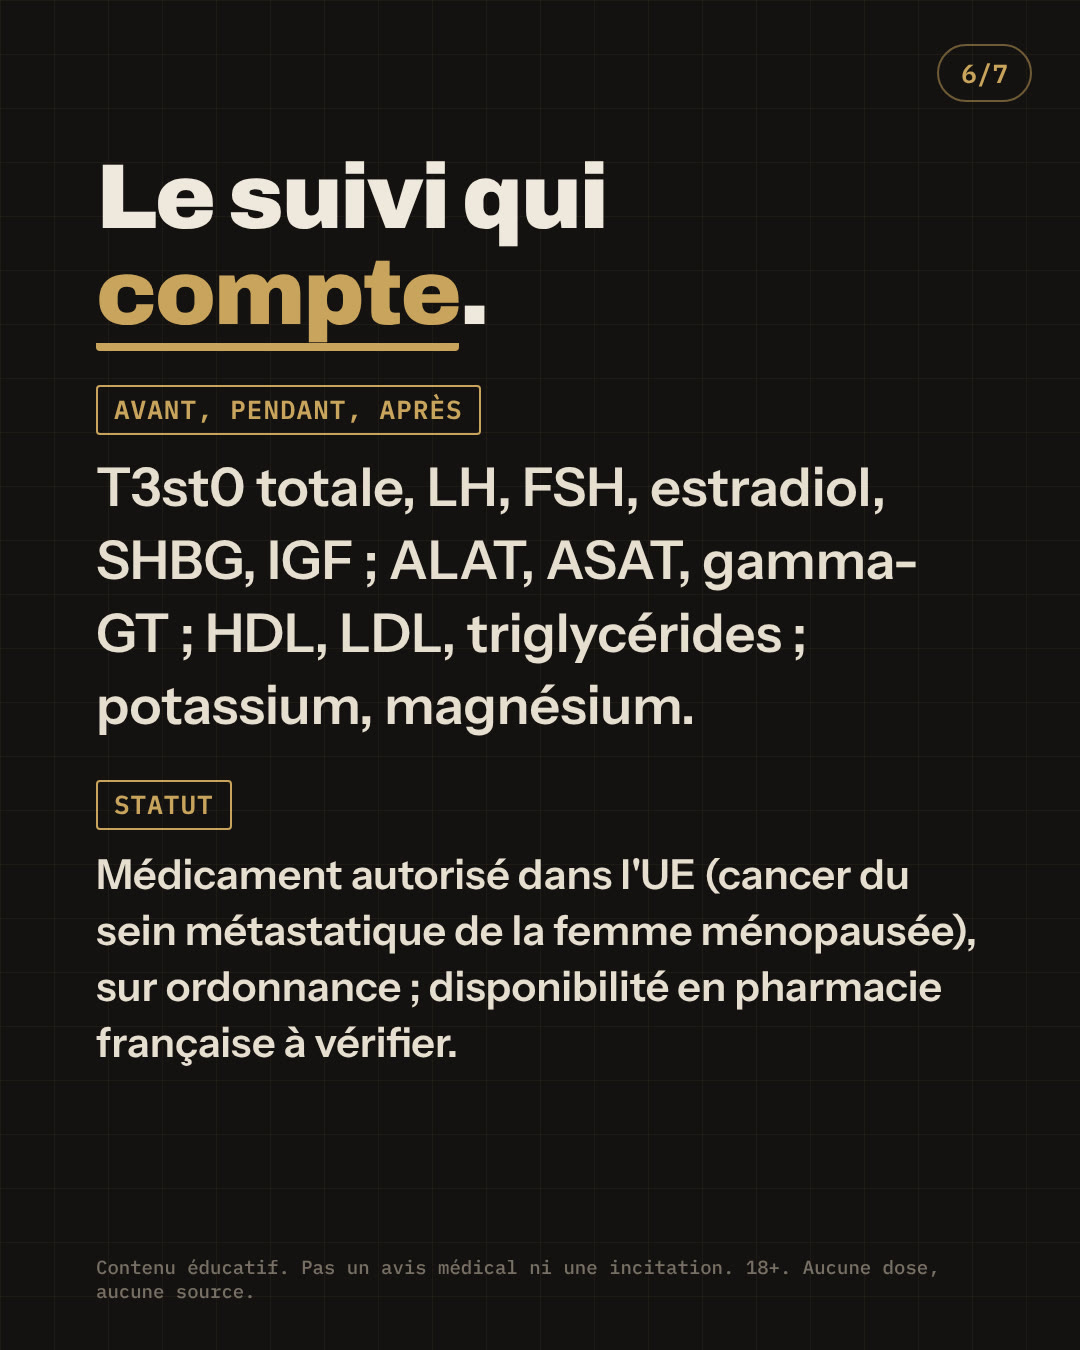 6/7
Le suivi qui
compte.
AVANT, PENDANT, APRÈS
T3st0 totale, LH, FSH, estradiol,
SHBG, IGF ; ALAT, ASAT, gamma-
GT ; HDL, LDL, triglycérides ;
potassium, magnésium.
STATUT
Médicament autorisé dans l'UE (cancer du
sein métastatique de la femme ménopausée),
sur ordonnance ; disponibilité en pharmacie
française à vérifier.
Contenu éducatif. Pas un avis médical ni une incitation. 18+. Aucune dose,
aucune source.